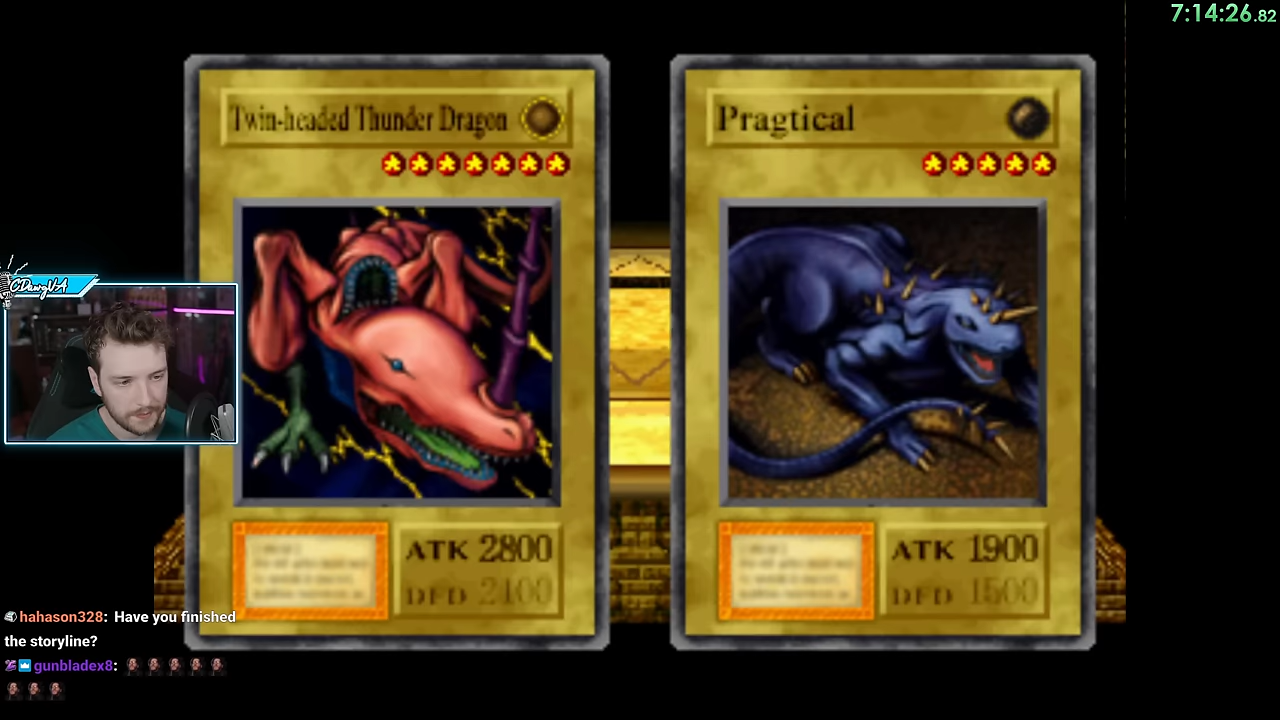 7:14:26.82
Twin-headed Thunder Dragon
Pragtical
CDawgVA
ATK 2800
DFD 2100
ATK 1900
DFD 1500
hahason328: Have you finished
the storyline?
gunbladex8: